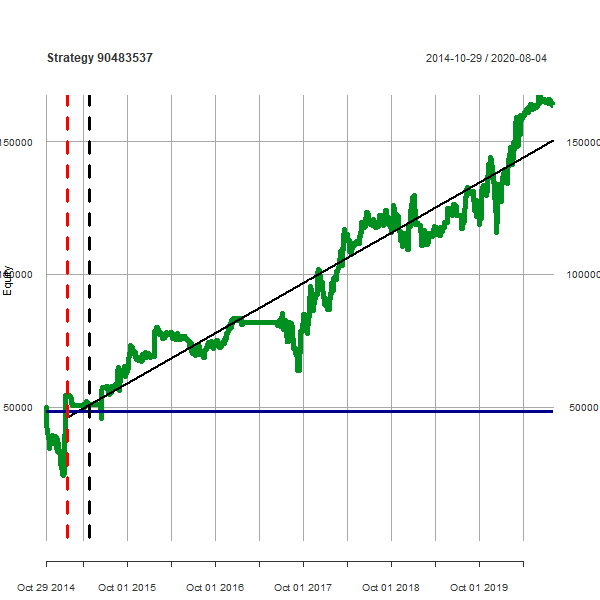 Strategy 90483537 2014-10-29 / 2020-08-04
150000 150000
Equity
100000 100000
50000 50000
Oct 29 2014 Oct 01 2015 Oct 01 2016 Oct 01 2017 Oct 01 2018 Oct 01 2019